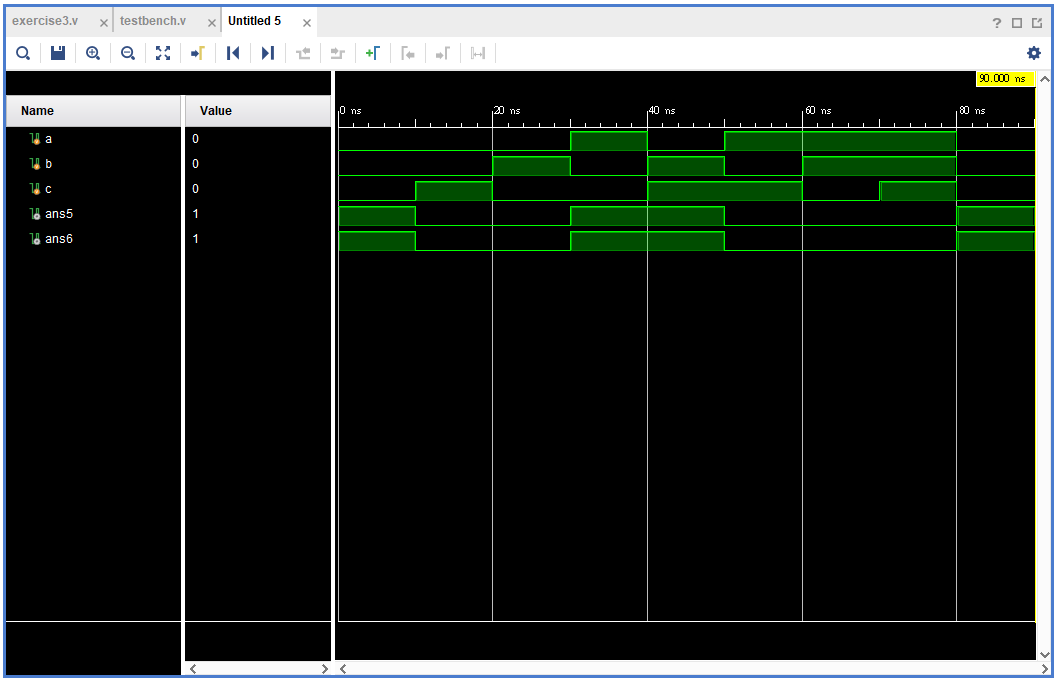 exercise3.v × testbench.v × Untitled 5 ×
?
90.000 ns
Name Value
0 ns 20 ns 40 ns 60 ns 80 ns
a 0
b 0
c 0
ans5 1
ans6 1